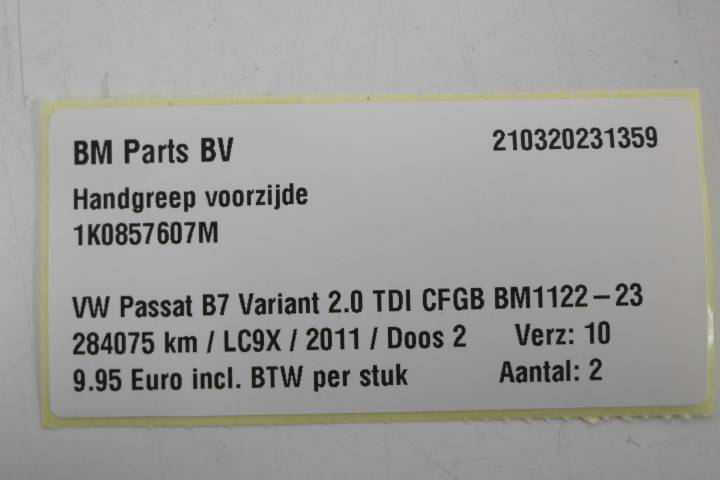 BM Parts BV 210320231359
Handgreep voorzijde
1K0857607M
VW Passat B7 Variant 2.0 TDI CFGB BM1122-23
284075 km / LC9X / 2011 / Doos 2 Verz: 10
9.95 Euro incl. BTW per stuk Aantal: 2